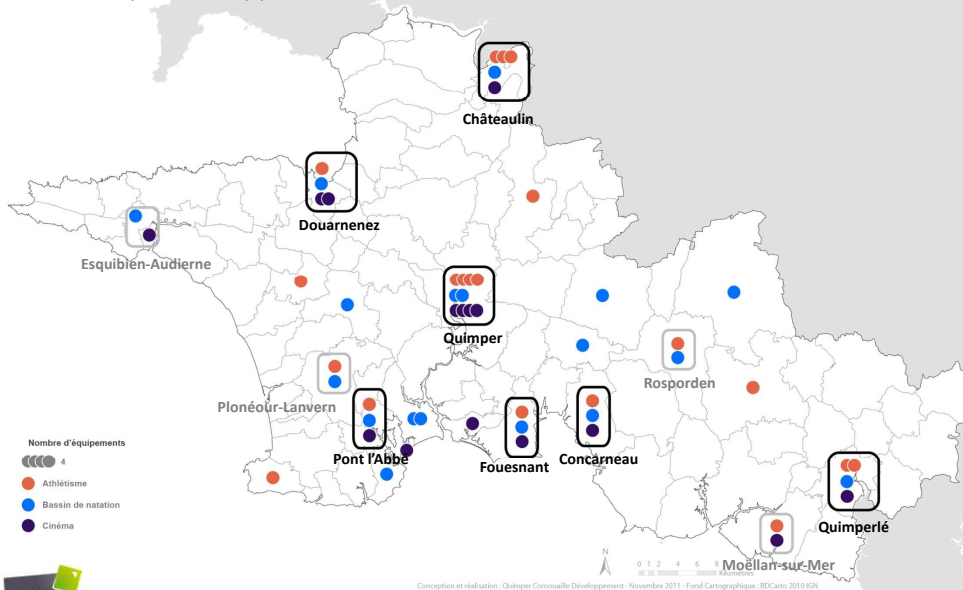 Châteaulin
Douarnenez
Esquibien-Audierne
Quimper
Rosporden
Plonéour-Lanvern
Pont l'Abbé
Fouesnant
Concarneau
Quimperlé
Moëllan-sur-Mer
Nombre d'équipements
4
Athlétisme
Bassin de natation
Cinéma
N
0 1 2 4 6 8
Kilomètres
Conception et réalisation : Quimper Cornouaille Développement - Novembre 2011 - Fond Cartographique : BDCarto 2010 IGN